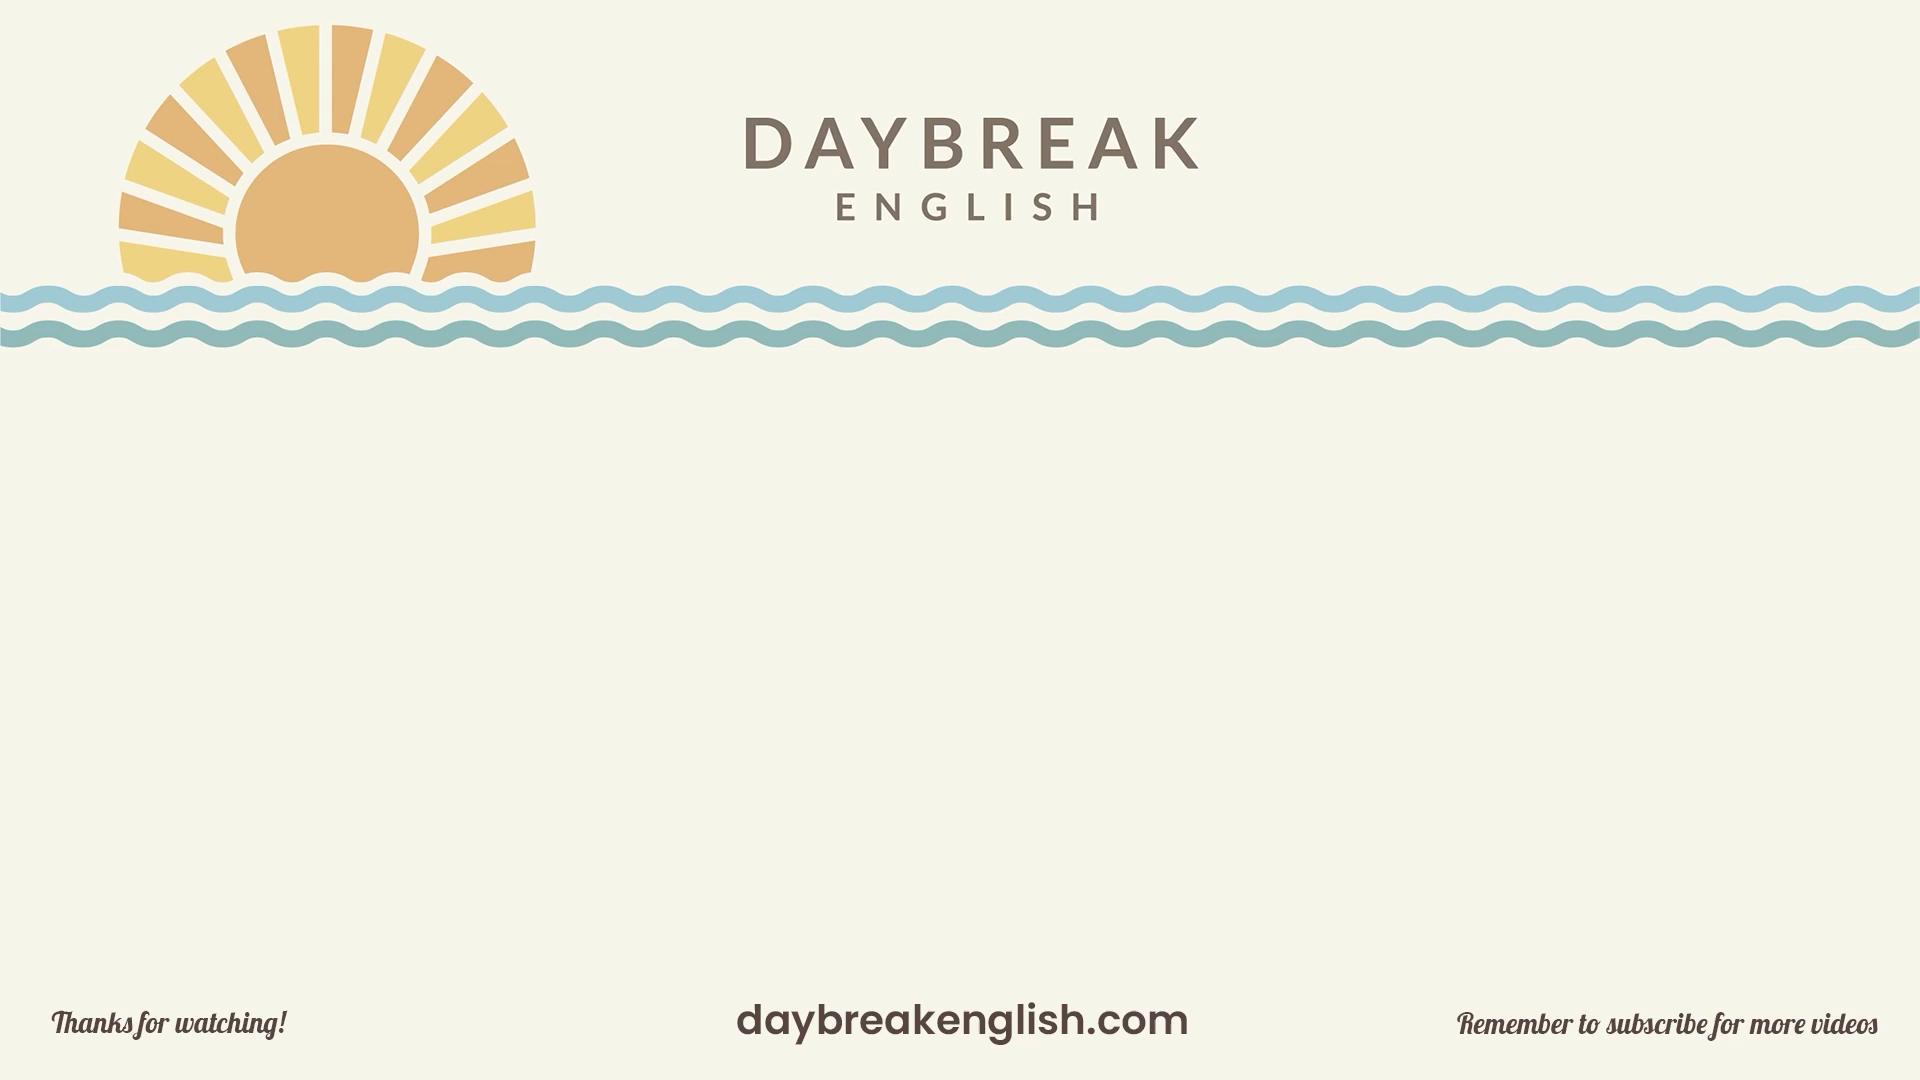 DAYBREAK
ENGLISH
Thanks for watching!
daybreakenglish.com
Remember to subscribe for more videos